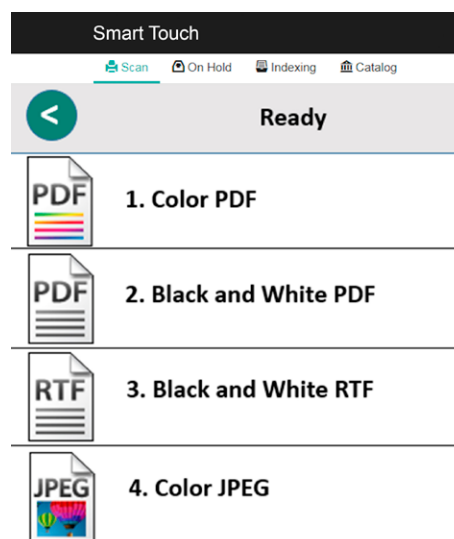 Smart Touch
Scan On Hold Indexing Catalog
< Ready
PDF 1. Color PDF
PDF 2. Black and White PDF
RTF 3. Black and White RTF
JPEG 4. Color JPEG